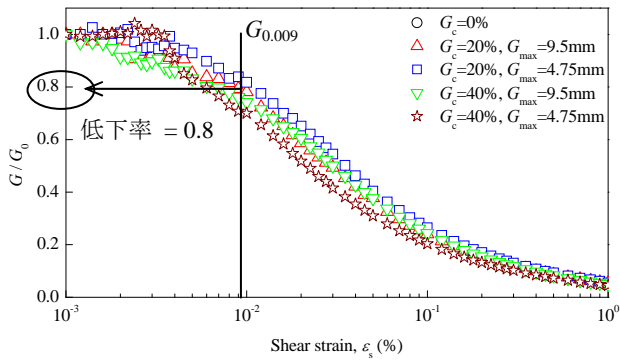 G0.009
○ Gc=0%
△ Gc=20%, Gmax=9.5mm
□ Gc=20%, Gmax=4.75mm
▽ Gc=40%, Gmax=9.5mm
☆ Gc=40%, Gmax=4.75mm
1.0
0.8
0.6
0.4
0.2
0.0
低下率 =0.8
G / G0
10-3
10-2
10-1
100
Shear strain, εs (%)